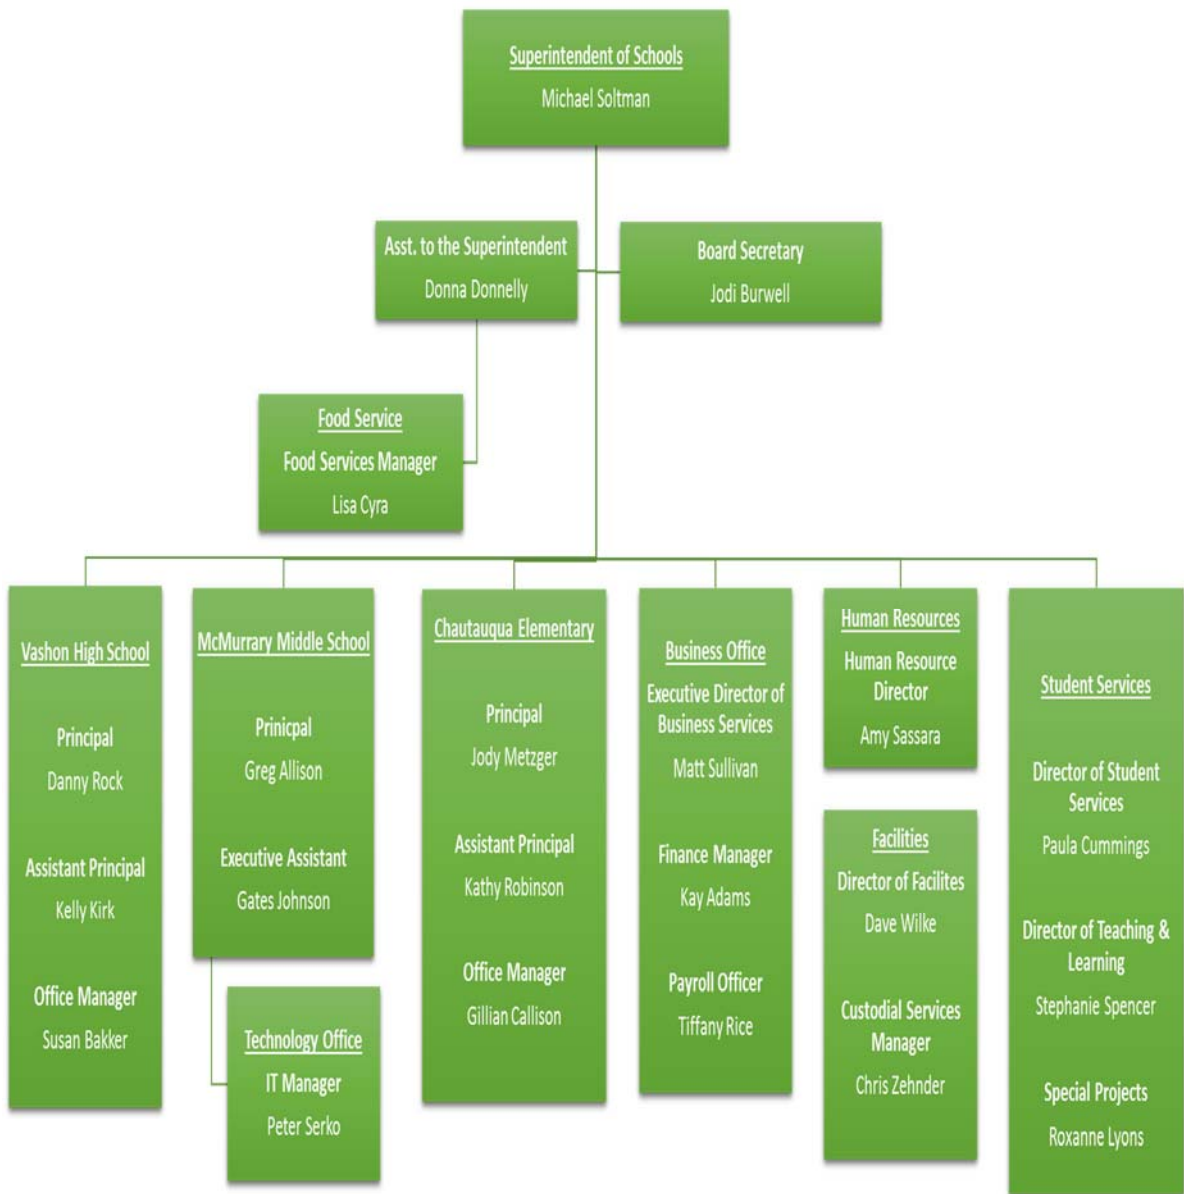 Superintendent of Schools
Michael Soltman
Asst. to the Superintendent
Donna Donnelly
Board Secretary
Jodi Burwell
Food Service
Food Services Manager
Lisa Cyra
Vashon High School
Principal
Danny Rock
Assistant Principal
Kelly Kirk
Office Manager
Susan Bakker
McMurrary Middle School
Prinicpal
Greg Allison
Executive Assistant
Gates Johnson
Technology Office
IT Manager
Peter Serko
Chautauqua Elementary
Principal
Jody Metzger
Assistant Principal
Kathy Robinson
Office Manager
Gillian Callison
Business Office
Executive Director of
Business Services
Matt Sullivan
Finance Manager
Kay Adams
Payroll Officer
Tiffany Rice
Human Resources
Human Resource
Director
Amy Sassara
Facilities
Director of Facilites
Dave Wilke
Custodial Services
Manager
Chris Zehnder
Student Services
Director of Student
Services
Paula Cummings
Director of Teaching &
Learning
Stephanie Spencer
Special Projects
Roxanne Lyons